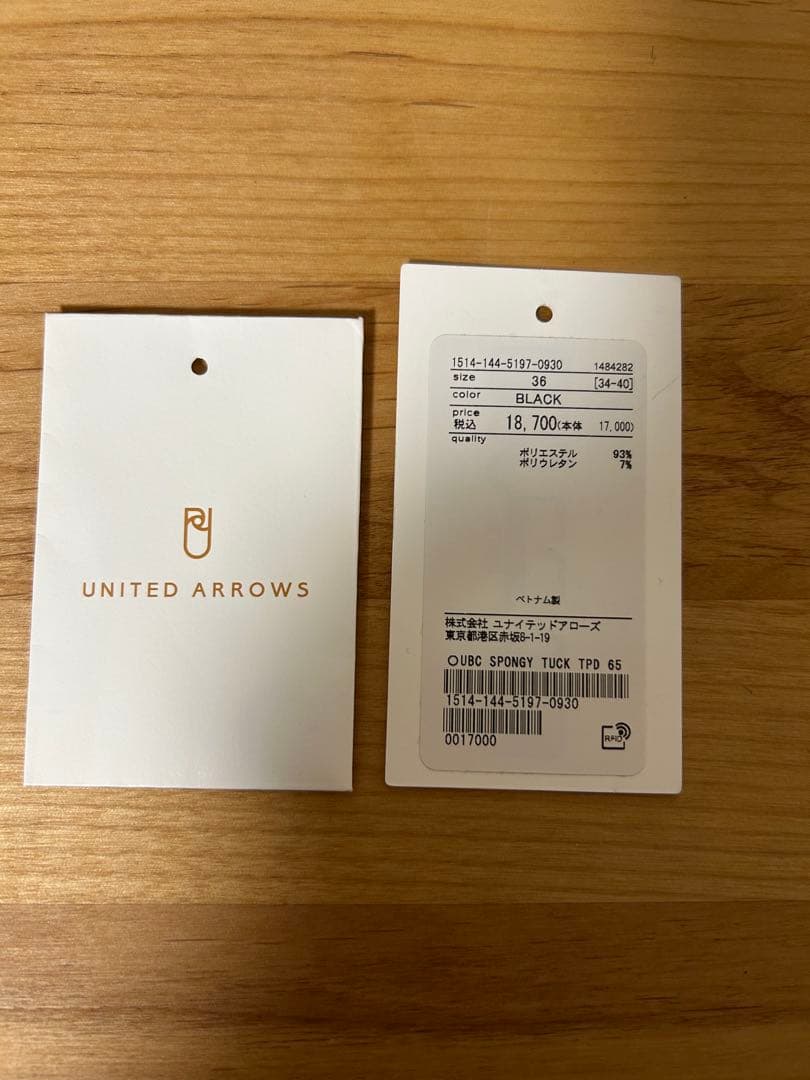 UNITED ARROWS
1514-144-5197-0930 1484282
size 36 [34-40]
color BLACK
price
税込 18,700(本体 17,000)
quality
ポリエステル 93%
ポリウレタン 7%
ベトナム製
株式会社 ユナイテッドアローズ
東京都港区赤坂8-1-19
○UBC SPONGY TUCK TPD 65
1514-144-5197-0930
0017000
RFID